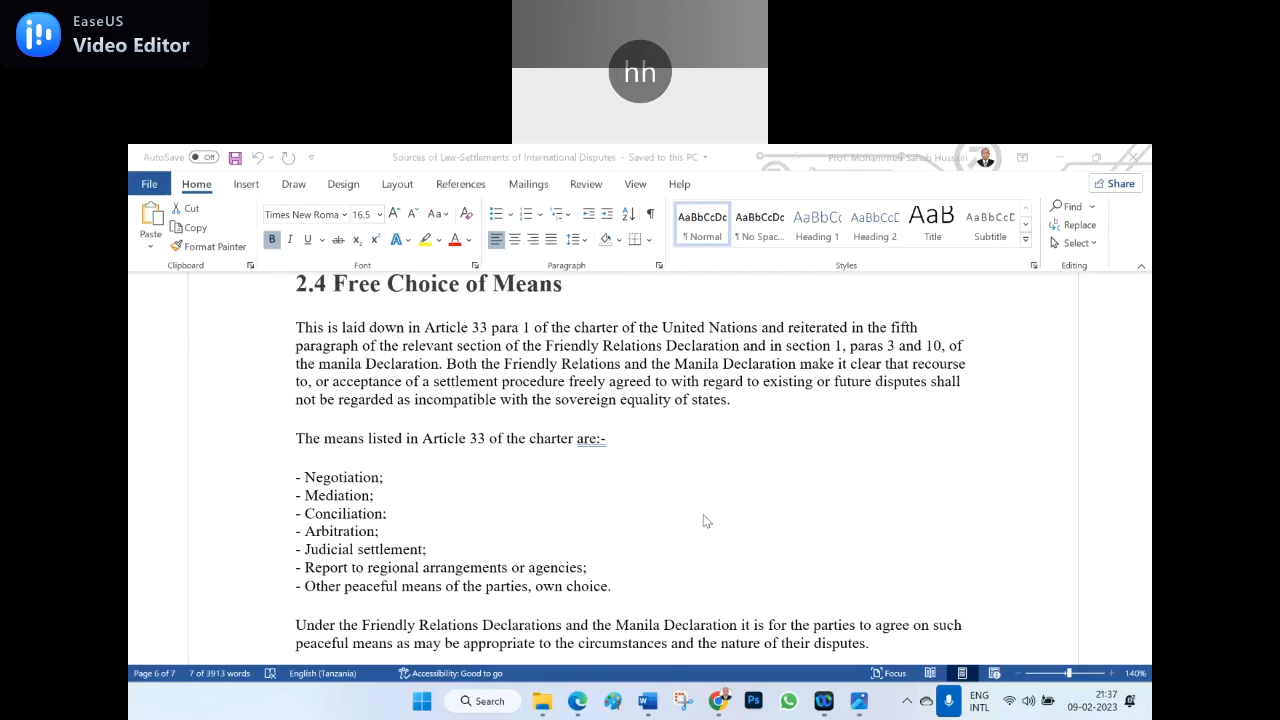 EaseUS
Video Editor
hh
AutoSave Off
Sources of Law-Settlements of International Disputes - Saved to this PC
Prof. Mohammed Saheb Hussain
File Home Insert Draw Design Layout References Mailings Review View Help
Share
Paste
Cut
Copy
Format Painter
Clipboard
Times New Roma 16.5
Font
Paragraph
AaBbCcDc AaBbCcDc AaBbCc AaBbCcD AaB AaBbCcD
¶ Normal ¶ No Spac... Heading 1 Heading 2 Title Subtitle
Styles
Find
Replace
Select
Editing
2.4 Free Choice of Means
This is laid down in Article 33 para 1 of the charter of the United Nations and reiterated in the fifth
paragraph of the relevant section of the Friendly Relations Declaration and in section 1, paras 3 and 10, of
the manila Declaration. Both the Friendly Relations and the Manila Declaration make it clear that recourse
to, or acceptance of a settlement procedure freely agreed to with regard to existing or future disputes shall
not be regarded as incompatible with the sovereign equality of states.
The means listed in Article 33 of the charter are:-
- Negotiation;
- Mediation;
- Conciliation;
- Arbitration;
- Judicial settlement;
- Report to regional arrangements or agencies;
- Other peaceful means of the parties, own choice.
Under the Friendly Relations Declarations and the Manila Declaration it is for the parties to agree on such
peaceful means as may be appropriate to the circumstances and the nature of their disputes.
Page 6 of 7 7 of 3913 words English (Tanzania) Accessibility: Good to go Focus 140%
Search
ENG
INTL
21:37
09-02-2023